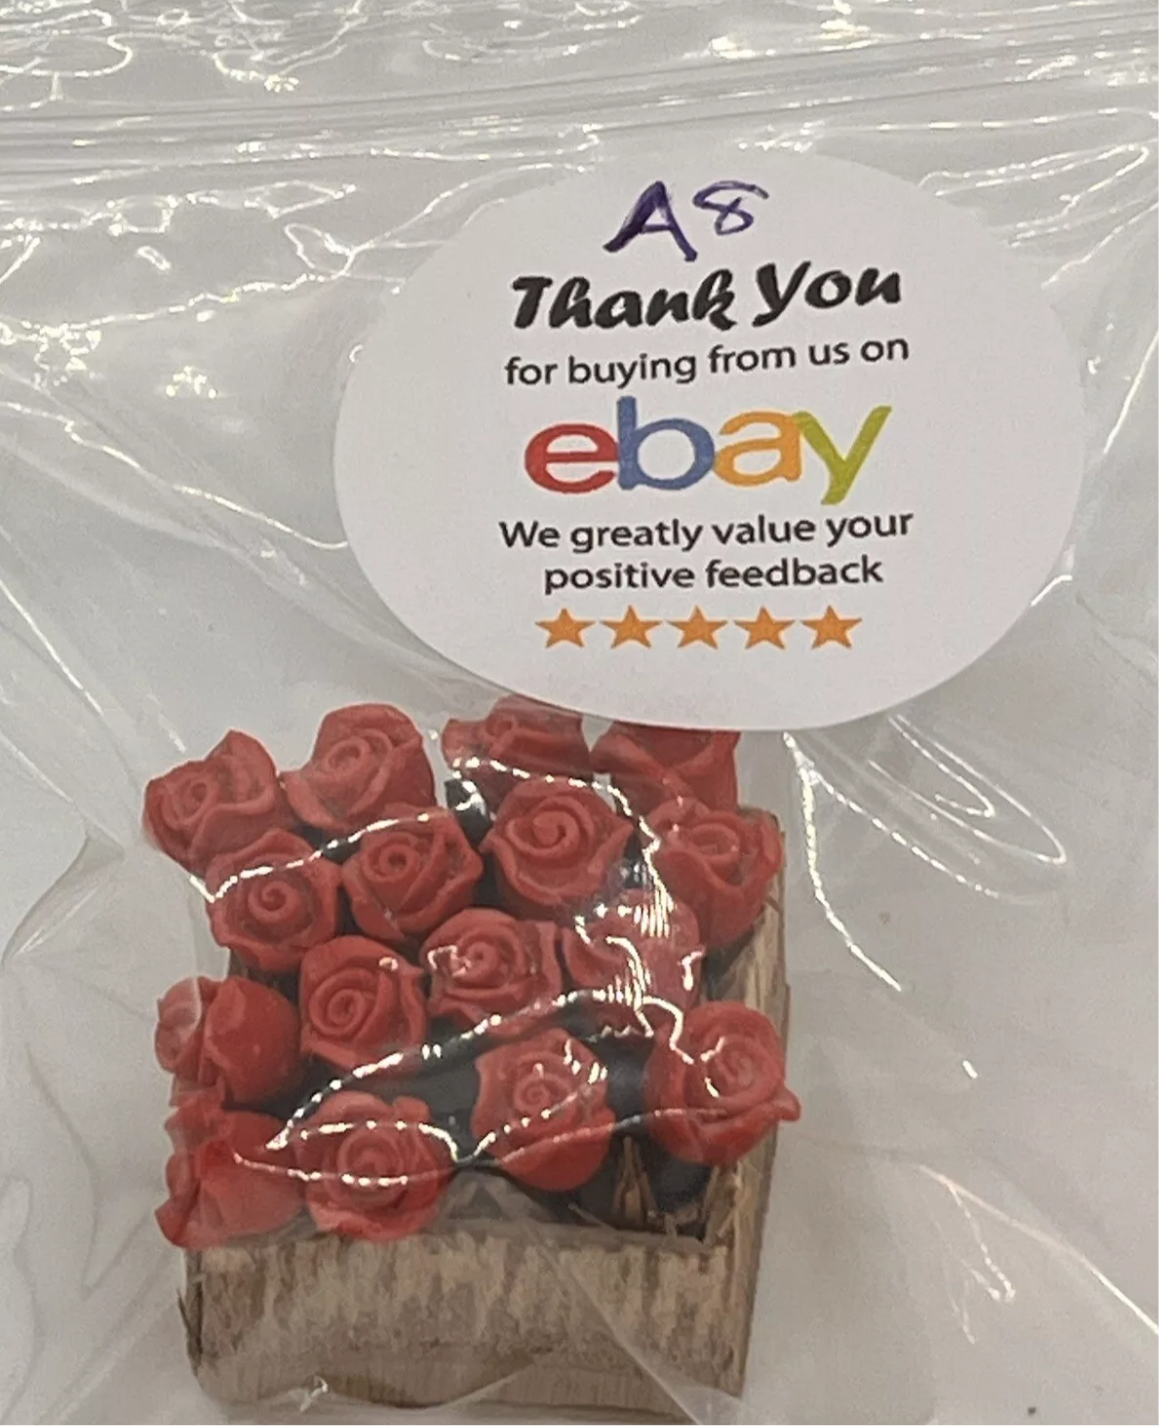 A8
Thank You
for buying from us on
ebay
We greatly value your
positive feedback